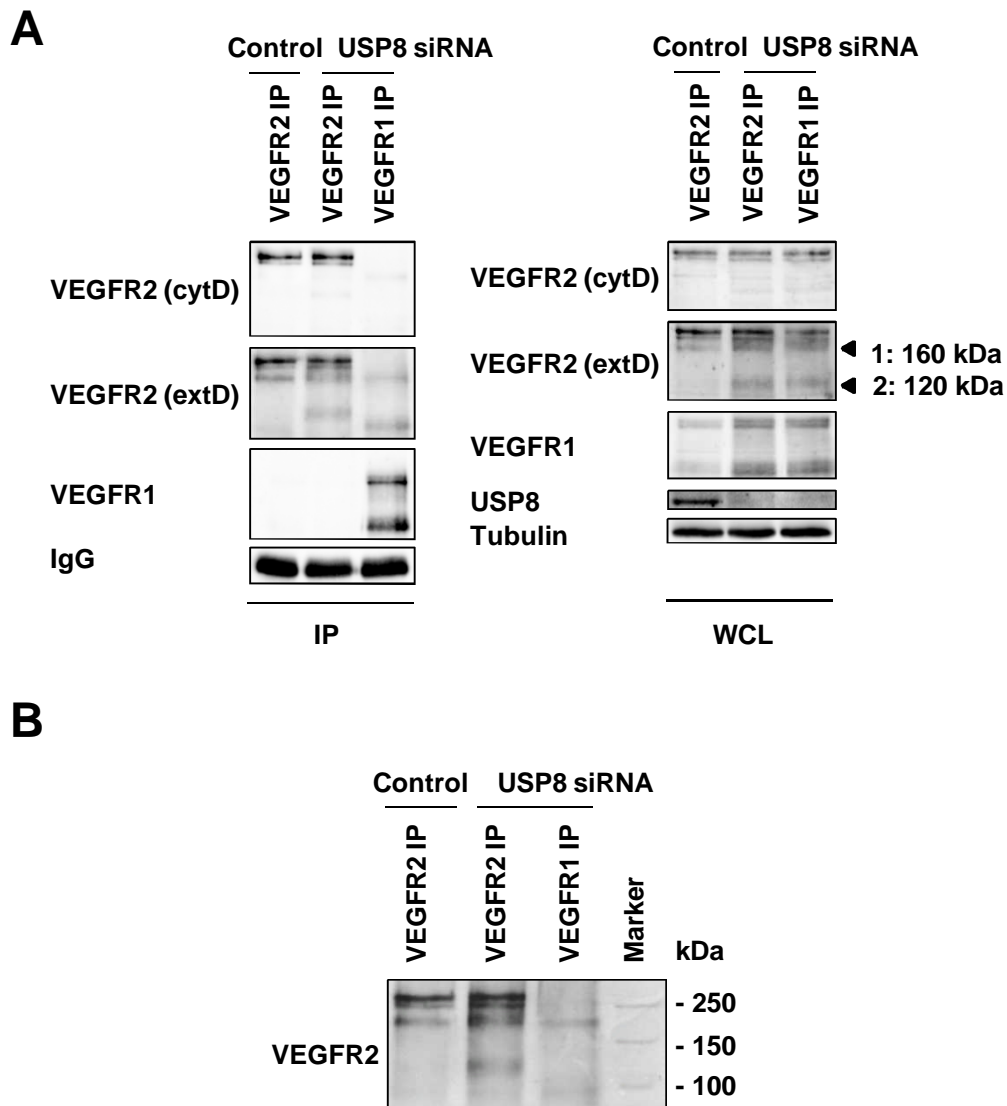 A
Control USP8 siRNA
VEGFR2 IP
VEGFR2 IP
VEGFR1 IP
VEGFR2 (cytD)
VEGFR2 (extD)
VEGFR1
IgG
IP
Control USP8 siRNA
VEGFR2 IP
VEGFR2 IP
VEGFR1 IP
VEGFR2 (cytD)
VEGFR2 (extD)
1: 160 kDa
2: 120 kDa
VEGFR1
USP8
Tubulin
WCL
B
Control USP8 siRNA
VEGFR2 IP
VEGFR2 IP
VEGFR1 IP
Marker
kDa
- 250
- 150
- 100
VEGFR2